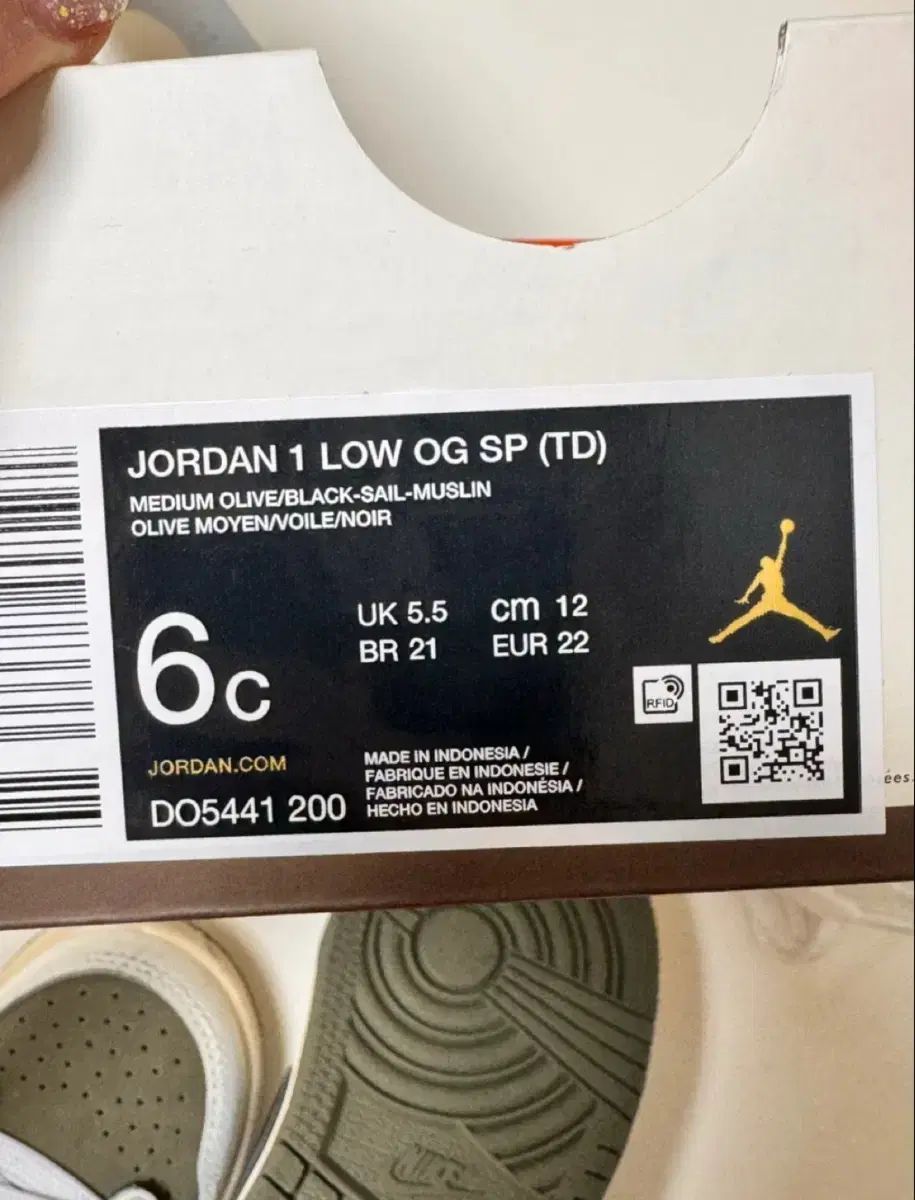 JORDAN 1 LOW OG SP (TD)
MEDIUM OLIVE/BLACK-SAIL-MUSLIN
OLIVE MOYEN/VOILE/NOIR
6C
UK 5.5 cm 12
BR 21 EUR 22
RFID
JORDAN.COM
DO5441 200
MADE IN INDONESIA /
FABRIQUE EN INDONESIE /
FABRICADO NA INDONÉSIA /
HECHO EN INDONESIA
NIKE